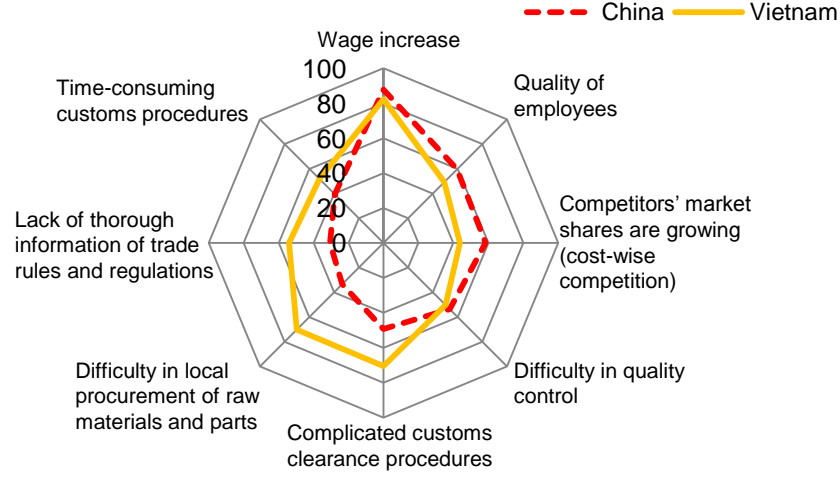 China
Vietnam
Wage increase
100
80
60
40
20
0
Quality of
employees
Competitors’ market
shares are growing
(cost-wise
competition)
Difficulty in quality
control
Complicated customs
clearance procedures
Difficulty in local
procurement of raw
materials and parts
Lack of thorough
information of trade
rules and regulations
Time-consuming
customs procedures